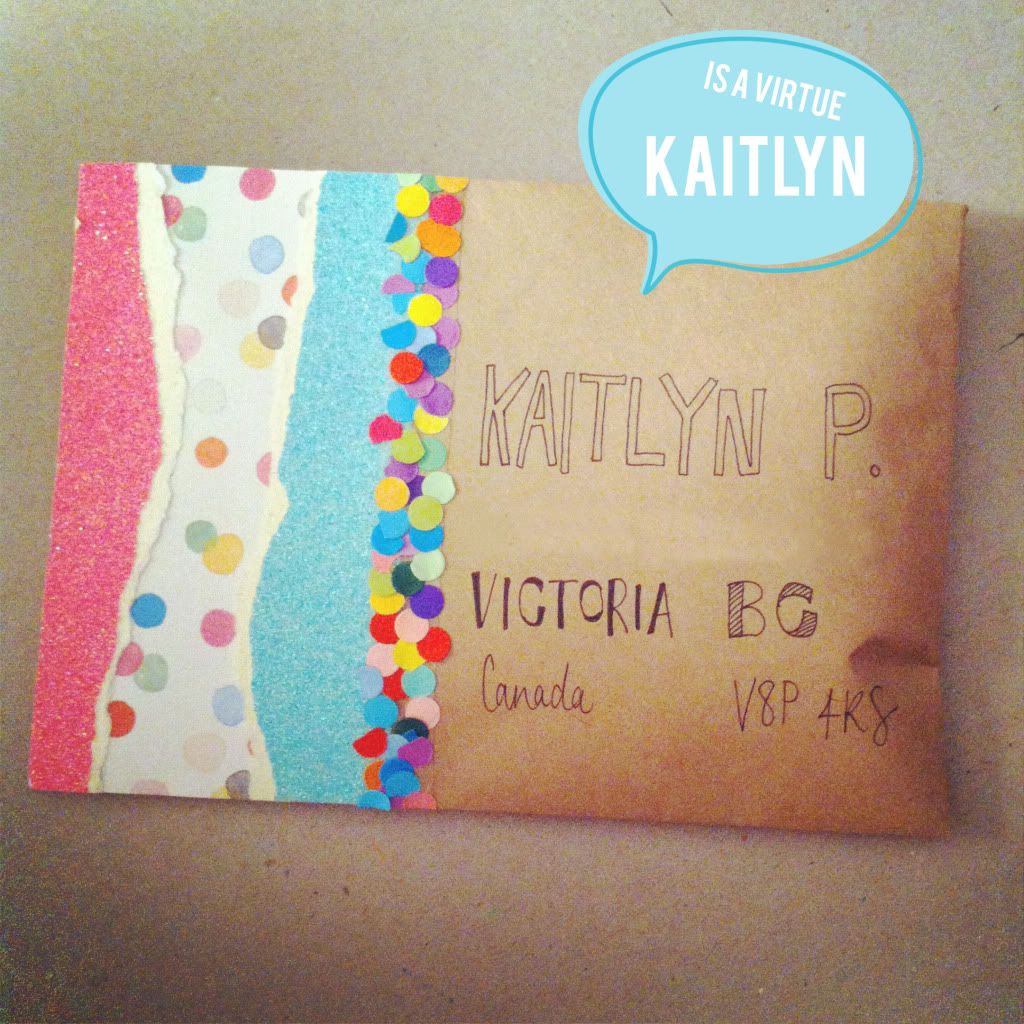 IS A VIRTUE
KAITLYN
KAITLYN P.
VICTORIA BC
Canada V8P 4K8